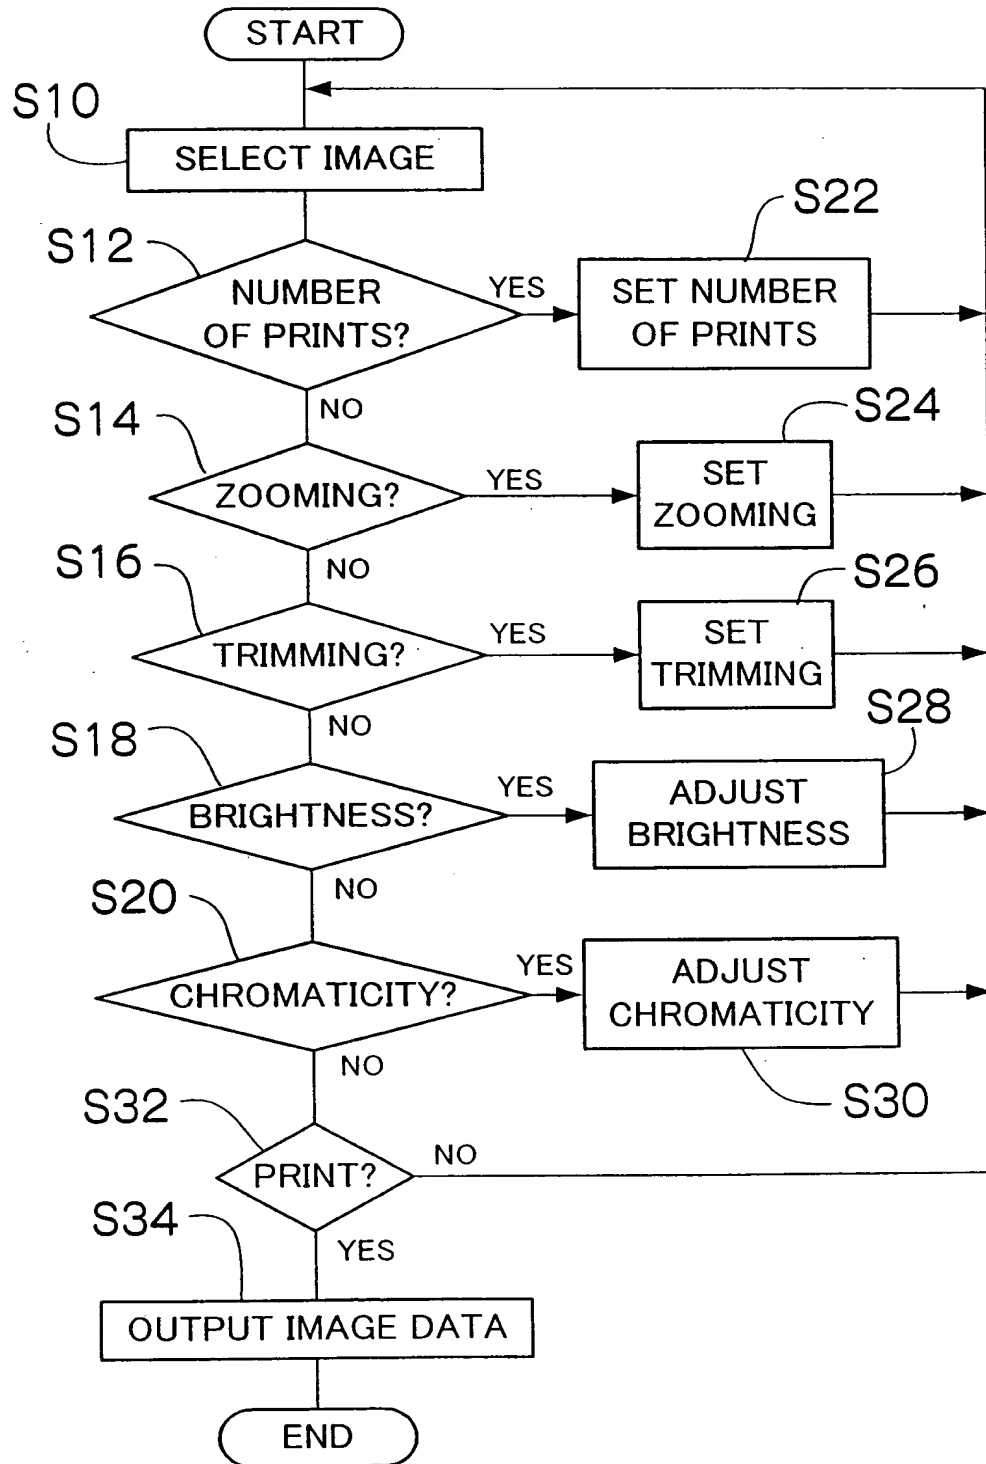 START
S10
SELECT IMAGE
S12
NUMBER
OF PRINTS?
YES
S22
SET NUMBER
OF PRINTS
NO
S14
ZOOMING?
YES
S24
SET
ZOOMING
NO
S16
TRIMMING?
YES
S26
SET
TRIMMING
NO
S18
BRIGHTNESS?
YES
S28
ADJUST
BRIGHTNESS
NO
S20
CHROMATICITY?
YES
ADJUST
CHROMATICITY
S30
NO
S32
PRINT?
NO
YES
S34
OUTPUT IMAGE DATA
END